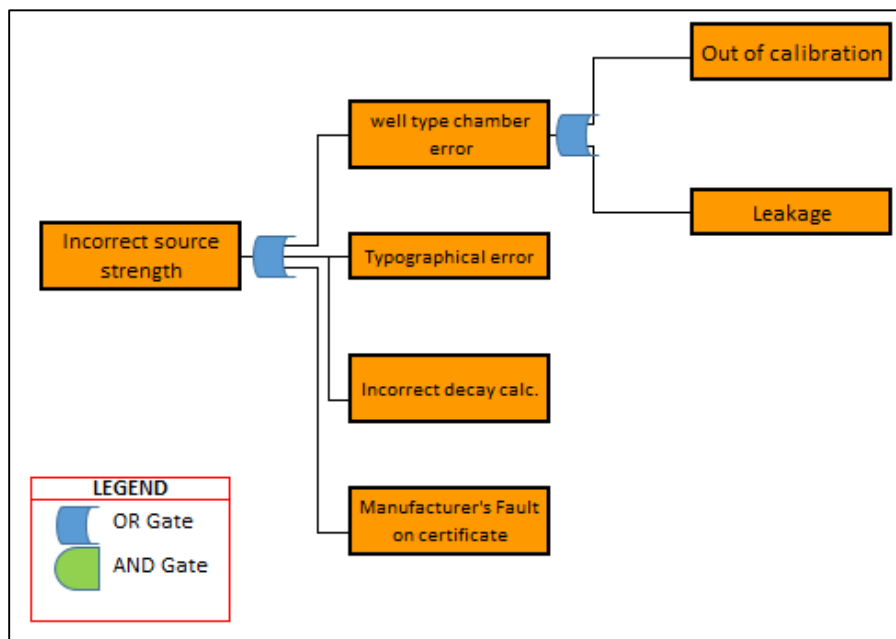 Out of calibration
well type chamber
error
Leakage
Incorrect source
strength
Typographical error
Incorrect decay calc.
Manufacturer's Fault
on certificate
LEGEND
OR Gate
AND Gate